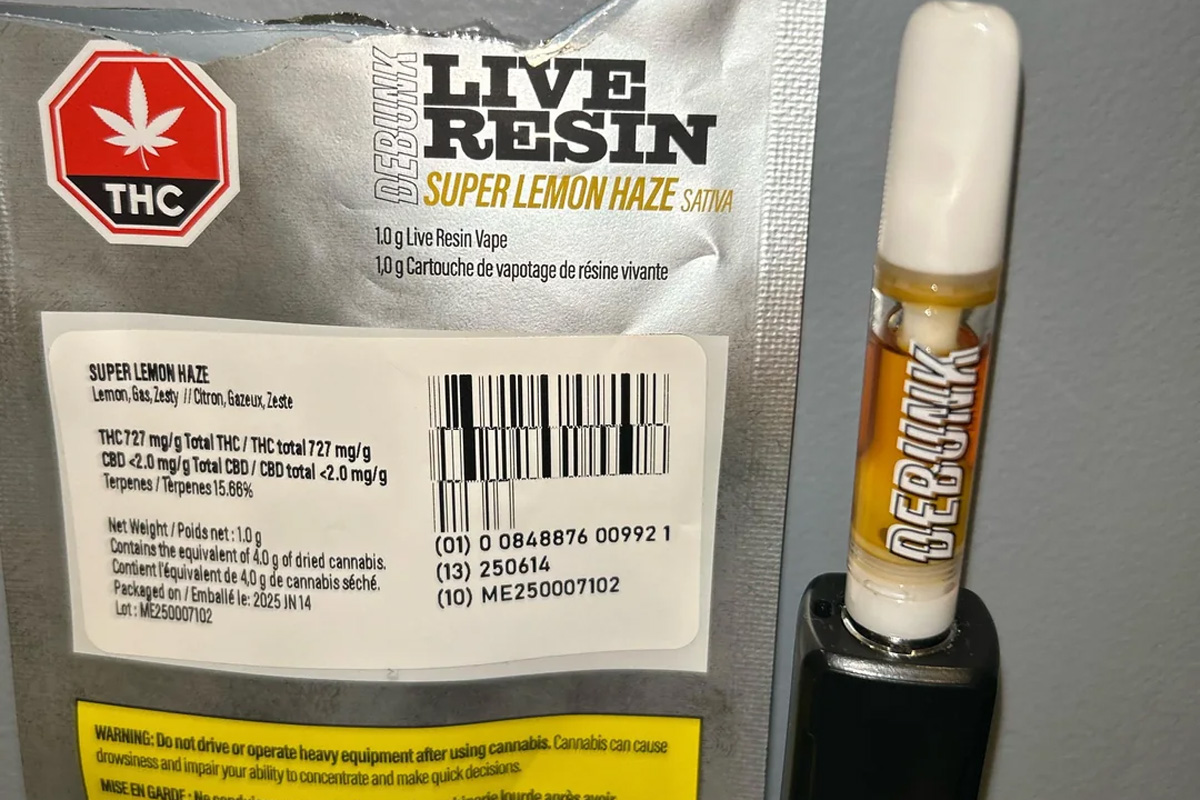 THC
DEBUNK
LIVE
RESIN
SUPER LEMON HAZE SATIVA
1.0 g Live Resin Vape
1,0 g Cartouche de vapotage de résine vivante
SUPER LEMON HAZE
Lemon, Gas, Zesty // Citron, Gazeux, Zeste
THC 727 mg/g Total THC / THC total 727 mg/g
CBD <2.0 mg/g Total CBD / CBD total <2.0 mg/g
Terpenes / Terpènes 15.66%
Net Weight / Poids net : 1.0 g
Contains the equivalent of 4.0 g of dried cannabis.
Contient l'équivalent de 4,0 g de cannabis séché.
Packaged on / Emballé le: 2025 JN 14
Lot : ME250007102
(01) 0 0848876 00992 1
(13) 250614
(10) ME250007102
WARNING: Do not drive or operate heavy equipment after using cannabis. Cannabis can cause
drowsiness and impair your ability to concentrate and make quick decisions.
MISE EN GARDE : Ne
lourde après avoir
DEBUNK